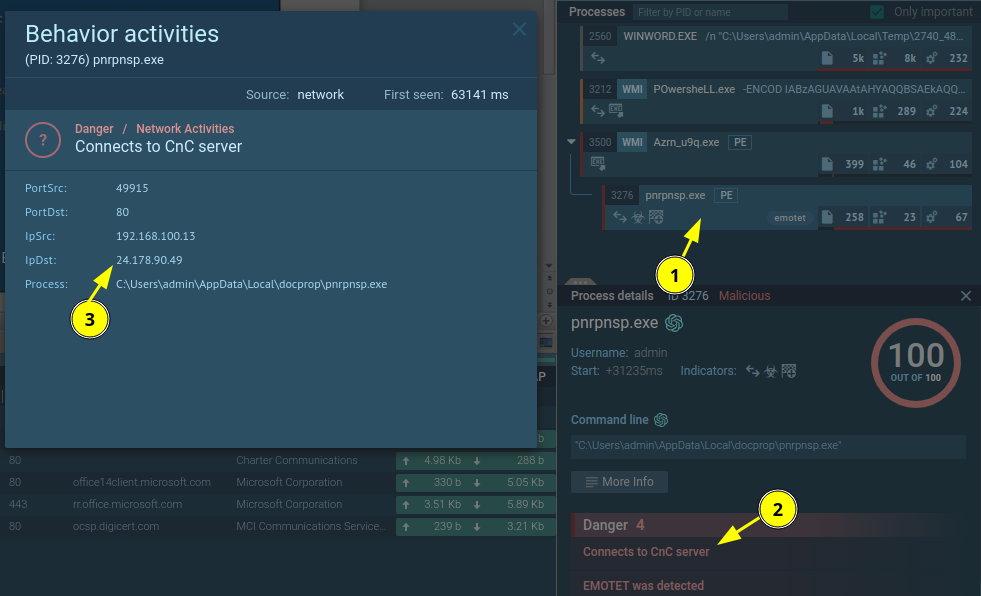 Behavior activities
(PID: 3276) pnrpnsp.exe
Source: network First seen: 63141 ms
?
Danger / Network Activities
Connects to CnC server
PortSrc: 49915
PortDst: 80
IpSrc: 192.168.100.13
IpDst: 24.178.90.49
Process: C:\Users\admin\AppData\Local\docprop\pnrpnsp.exe
3
80 Charter Communications 4.98 Kb 288 b
80 office14client.microsoft.com Microsoft Corporation 330 b 5.05 Kb
443 rr.office.microsoft.com Microsoft Corporation 3.51 Kb 5.89 Kb
80 ocsp.digicert.com MCI Communications Service... 239 b 3.21 Kb
Processes Filter by PID or name Only important
2560 WINWORD.EXE /n "C:\Users\admin\AppData\Local\Temp\2740_48...
5k 8k 232
3212 WMI POwersheLL.exe -ENCOD IABzAGUAVAAtAHYAQQBSAEkAQQ...
1k 289 224
3500 WMI Azrn_u9q.exe PE
399 46 104
3276 pnrpnsp.exe PE
emotet 258 23 67
1
Process details ID 3276 Malicious
pnrpnsp.exe
Username: admin
Start: +31235ms Indicators:
100
OUT OF 100
Command line
"C:\Users\admin\AppData\Local\docprop\pnrpnsp.exe"
More Info
2
Danger 4
Connects to CnC server
EMOTET was detected